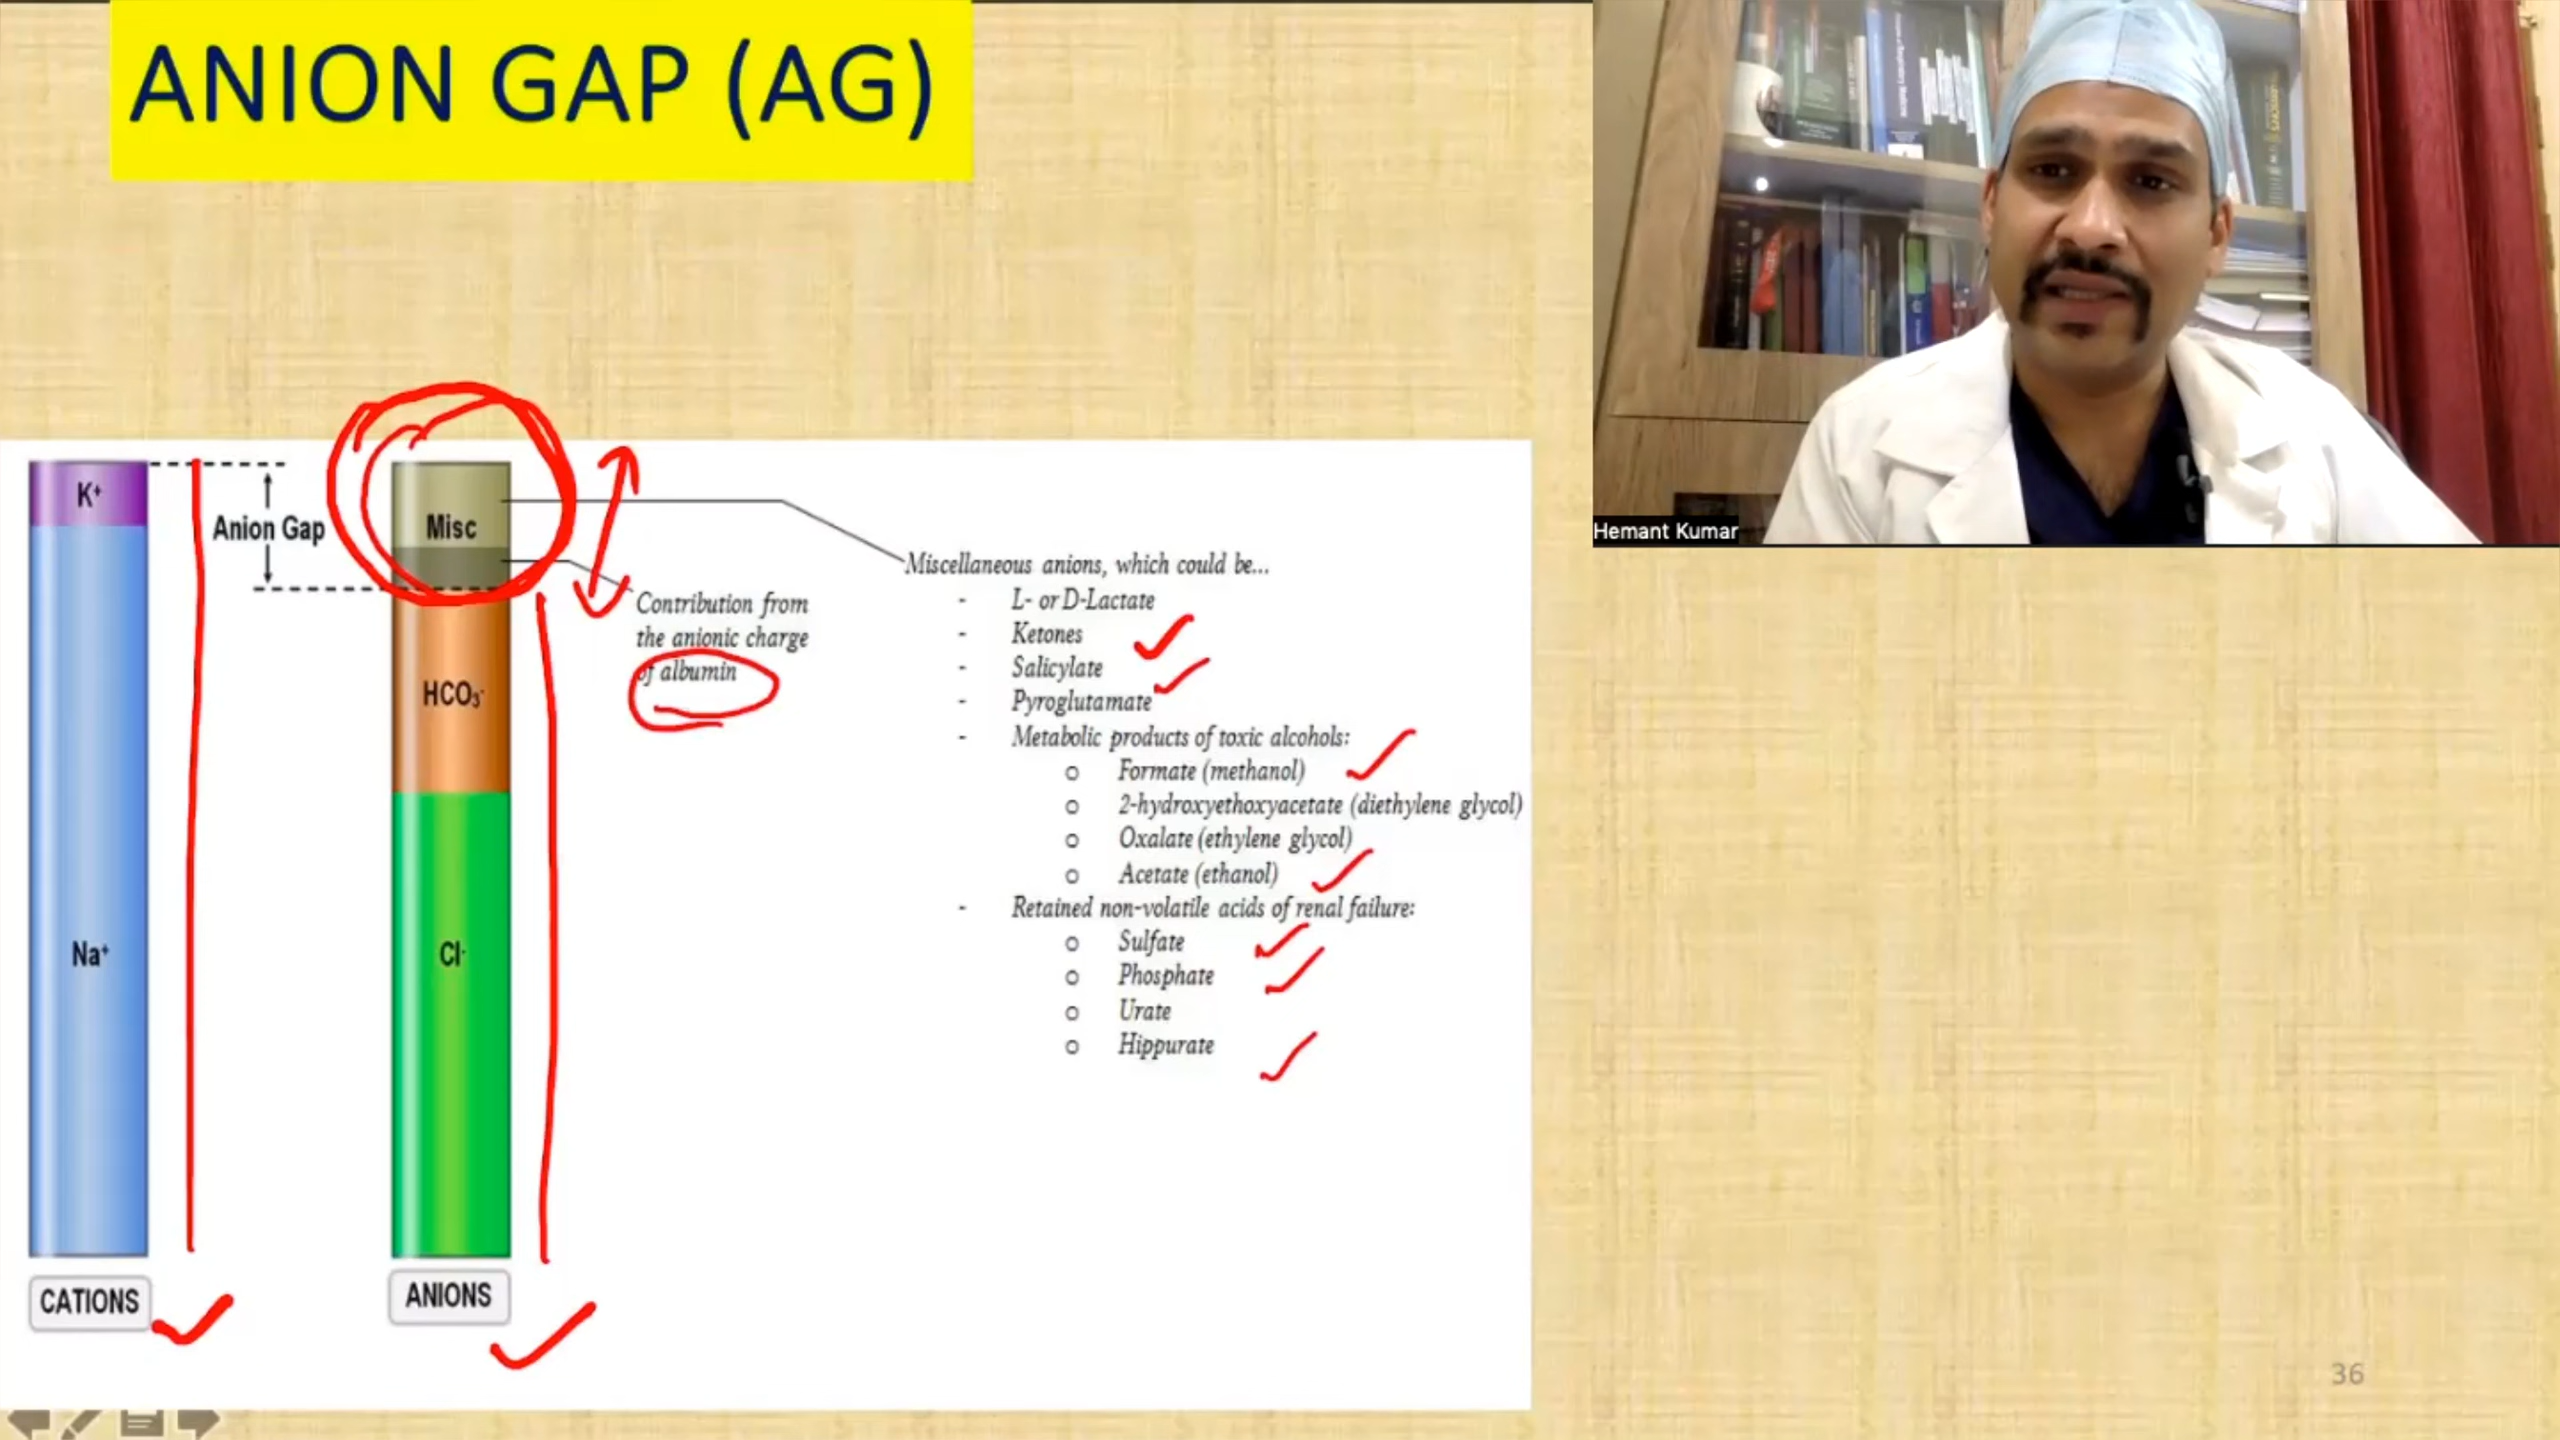 ANION GAP (AG)
Hemant Kumar
K+
Anion Gap
Misc
HCO3-
Na+
Cl-
CATIONS
ANIONS
Contribution from
the anionic charge
of albumin
Miscellaneous anions, which could be...
- L- or D-Lactate
- Ketones
- Salicylate
- Pyroglutamate
- Metabolic products of toxic alcohols:
o Formate (methanol)
o 2-hydroxyethoxyacetate (diethylene glycol)
o Oxalate (ethylene glycol)
o Acetate (ethanol)
- Retained non-volatile acids of renal failure:
o Sulfate
o Phosphate
o Urate
o Hippurate
36